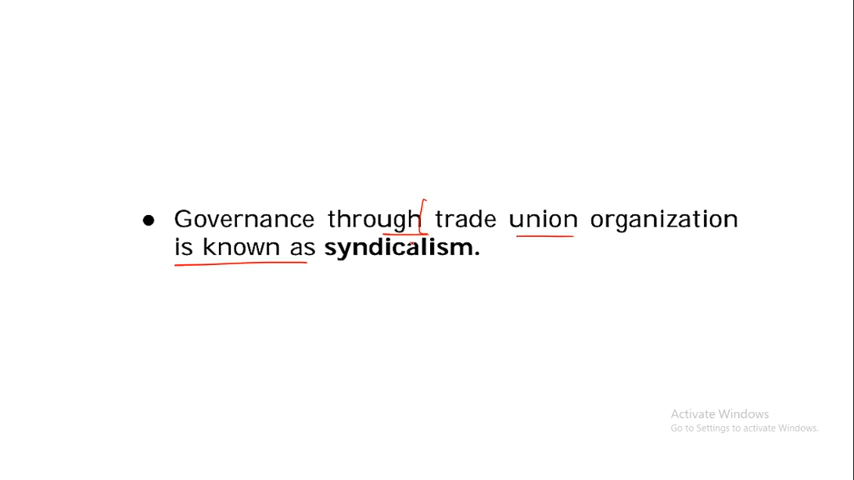 ● Governance through trade union organization
is known as syndicalism.
Activate Windows
Go to Settings to activate Windows.